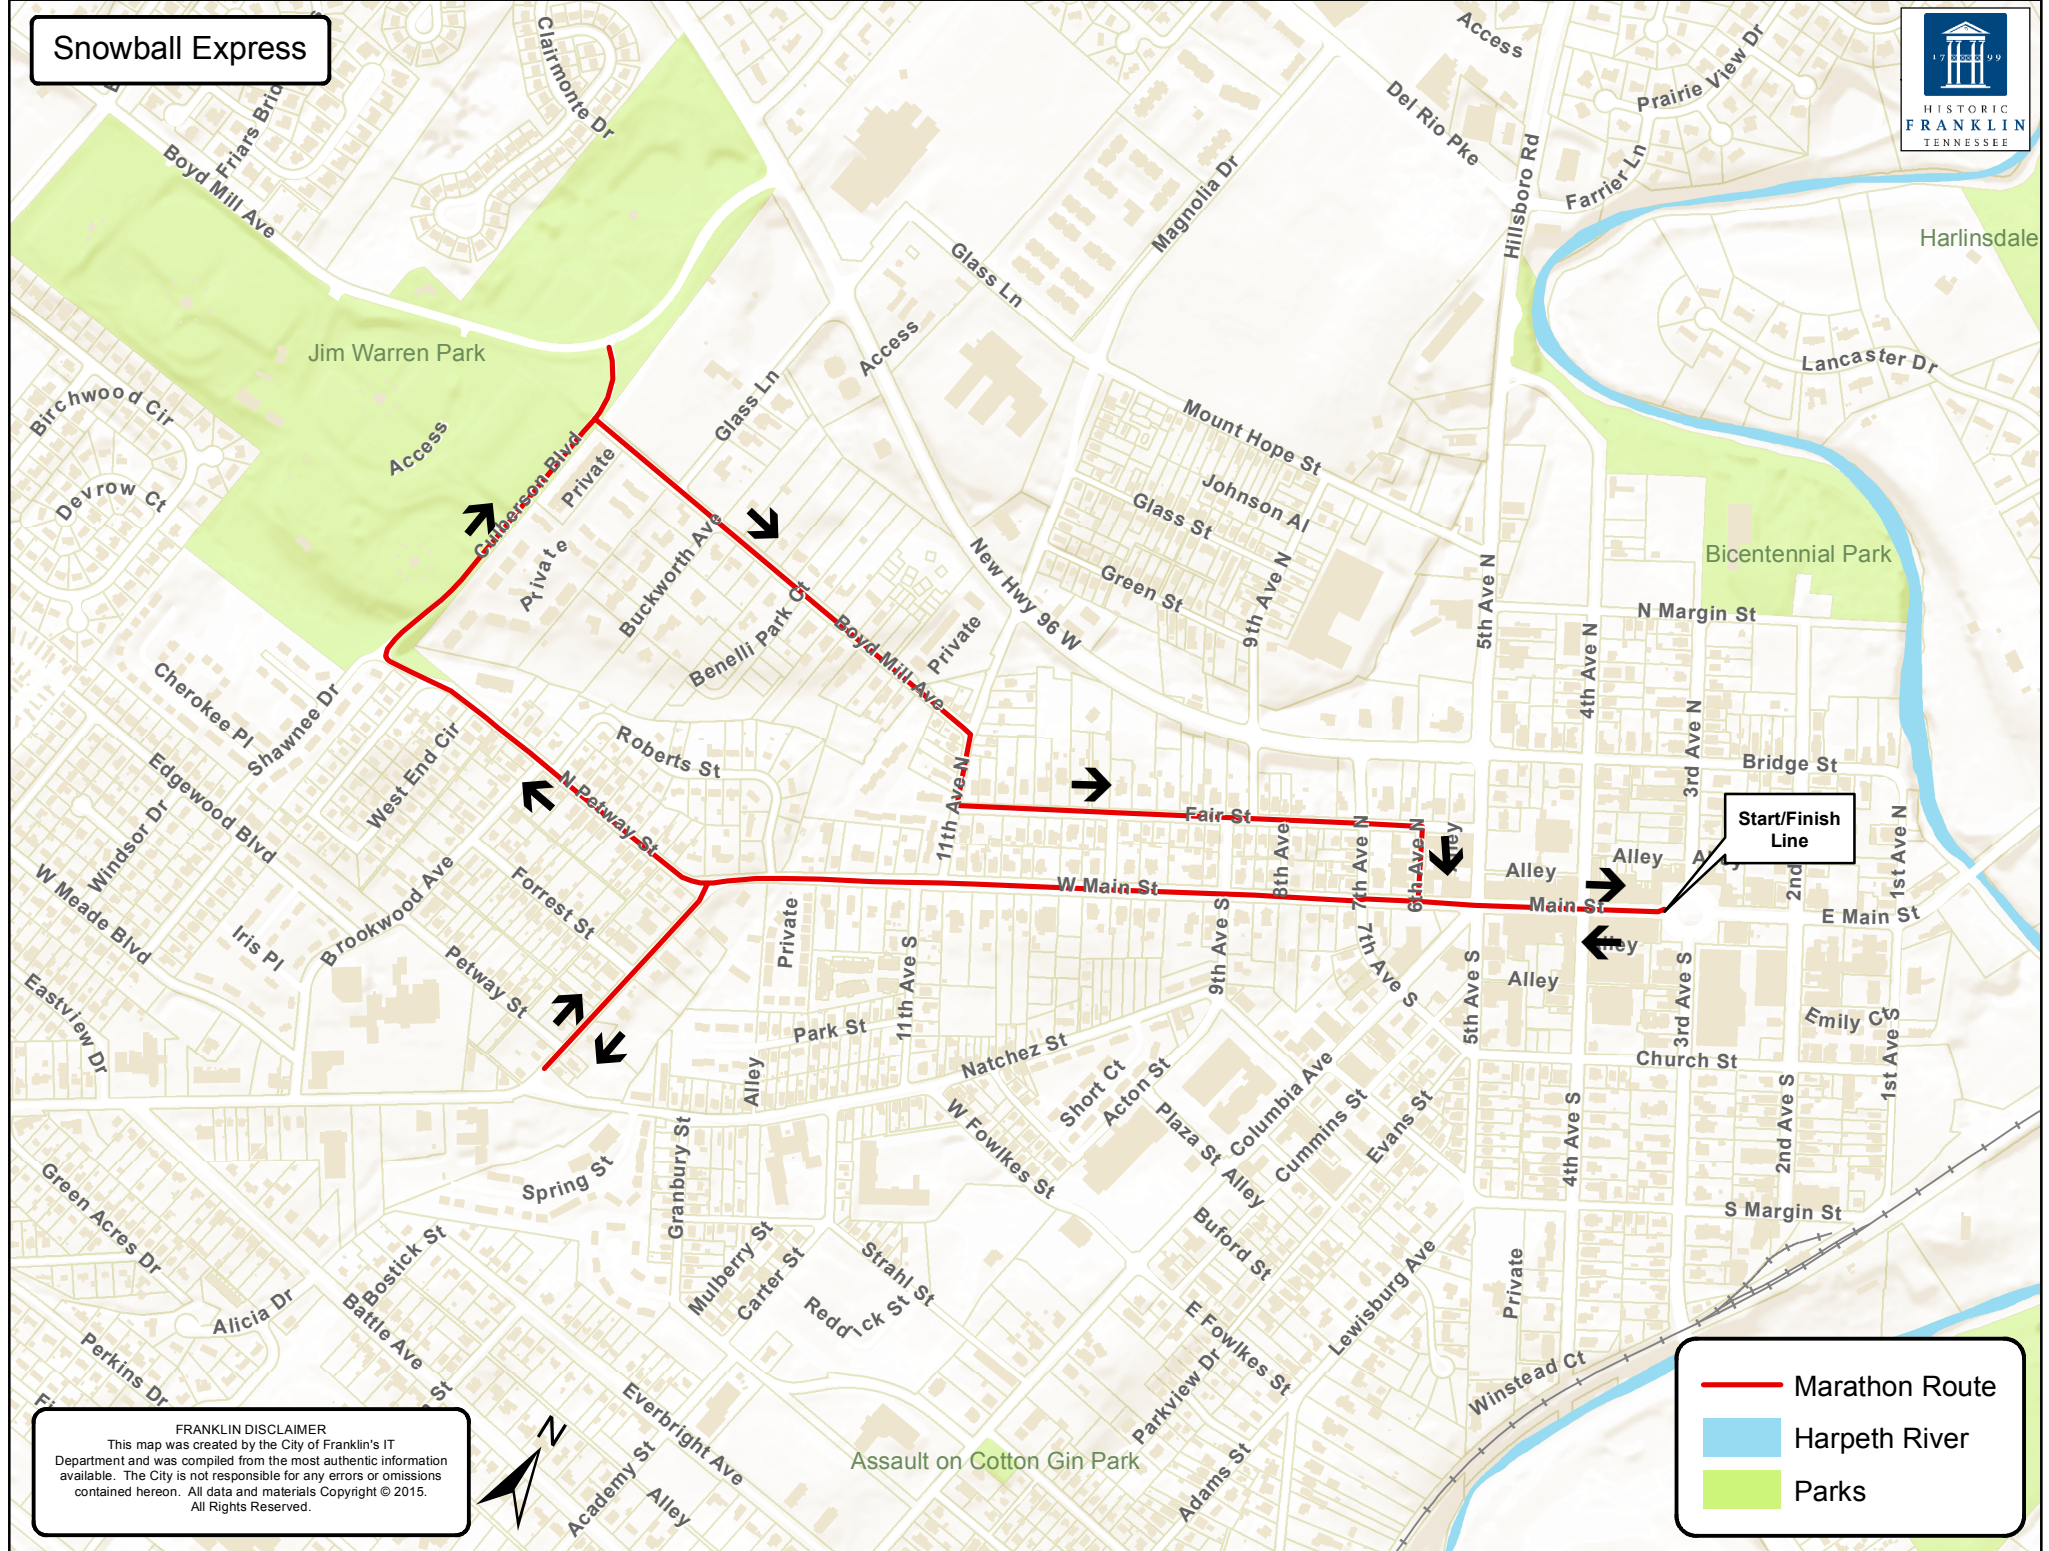 Snowball Express
Clairmonte Dr
Access
Prairie View Dr
1799
HISTORIC
FRANKLIN
TENNESSEE
Friars Brid
Boyd Mill Ave
Del Rio Pke
Hillsboro Rd
Farrier Ln
Magnolia Dr
Glass Ln
Harlinsdale
Jim Warren Park
Access
Lancaster Dr
Birchwood Cir
Glass Ln
Access
Mount Hope St
Devrow Ct
Culberson Blvd
Private
Johnson Al
Glass St
Private
Buckworth Ave
New Hwy 96 W
Green St
9th Ave N
5th Ave N
Bicentennial Park
N Margin St
Benelli Park Ct
Boyd Mill Ave
Private
4th Ave N
Cherokee Pl
Shawnee Dr
West End Cir
Roberts St
3rd Ave N
Bridge St
Edgewood Blvd
Windsor Dr
N Petway St
11th Ave N
Fair St
8th Ave
7th Ave N
6th Ave N
Alley
Alley
Alley
Start/Finish
Line
2nd
1st Ave N
W Meade Blvd
Brookwood Ave
Forrest St
W Main St
Main St
E Main St
Iris Pl
Petway St
Private
11th Ave S
9th Ave S
7th Ave S
5th Ave S
Alley
Alley
3rd Ave S
Eastview Dr
Park St
Natchez St
Emily Ct
Church St
1st Ave S
Alley
Short Ct
Acton St
Columbia Ave
Cummins St
Evans St
4th Ave S
2nd Ave S
W Fowlkes St
Plaza St
Alley
Green Acres Dr
Spring St
Granbury St
S Margin St
Bostick St
Mulberry St
Carter St
Strahl St
Reddick St
Buford St
Lewisburg Ave
Private
Alicia Dr
Battle Ave
E Fowlkes St
Perkins Dr
Parkview Dr
Winstead Ct
St
Everbright Ave
Academy St
Alley
Assault on Cotton Gin Park
Adams St
N
FRANKLIN DISCLAIMER
This map was created by the City of Franklin's IT
Department and was compiled from the most authentic information
available. The City is not responsible for any errors or omissions
contained hereon. All data and materials Copyright © 2015.
All Rights Reserved.
Marathon Route
Harpeth River
Parks